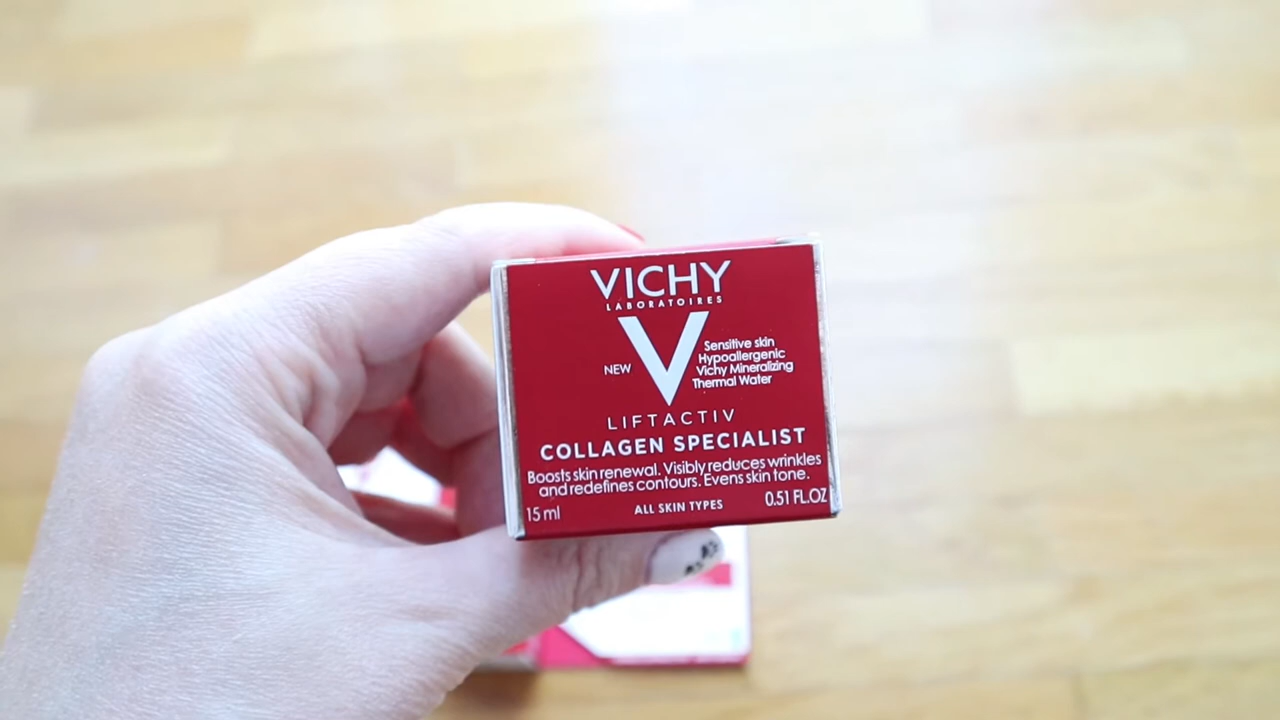 VICHY
LABORATOIRES
V
NEW
Sensitive skin
Hypoallergenic
Vichy Mineralizing
Thermal Water
LIFTACTIV
COLLAGEN SPECIALIST
Boosts skin renewal. Visibly reduces wrinkles
and redefines contours. Evens skin tone.
15 ml ALL SKIN TYPES 0.51 FL.OZ